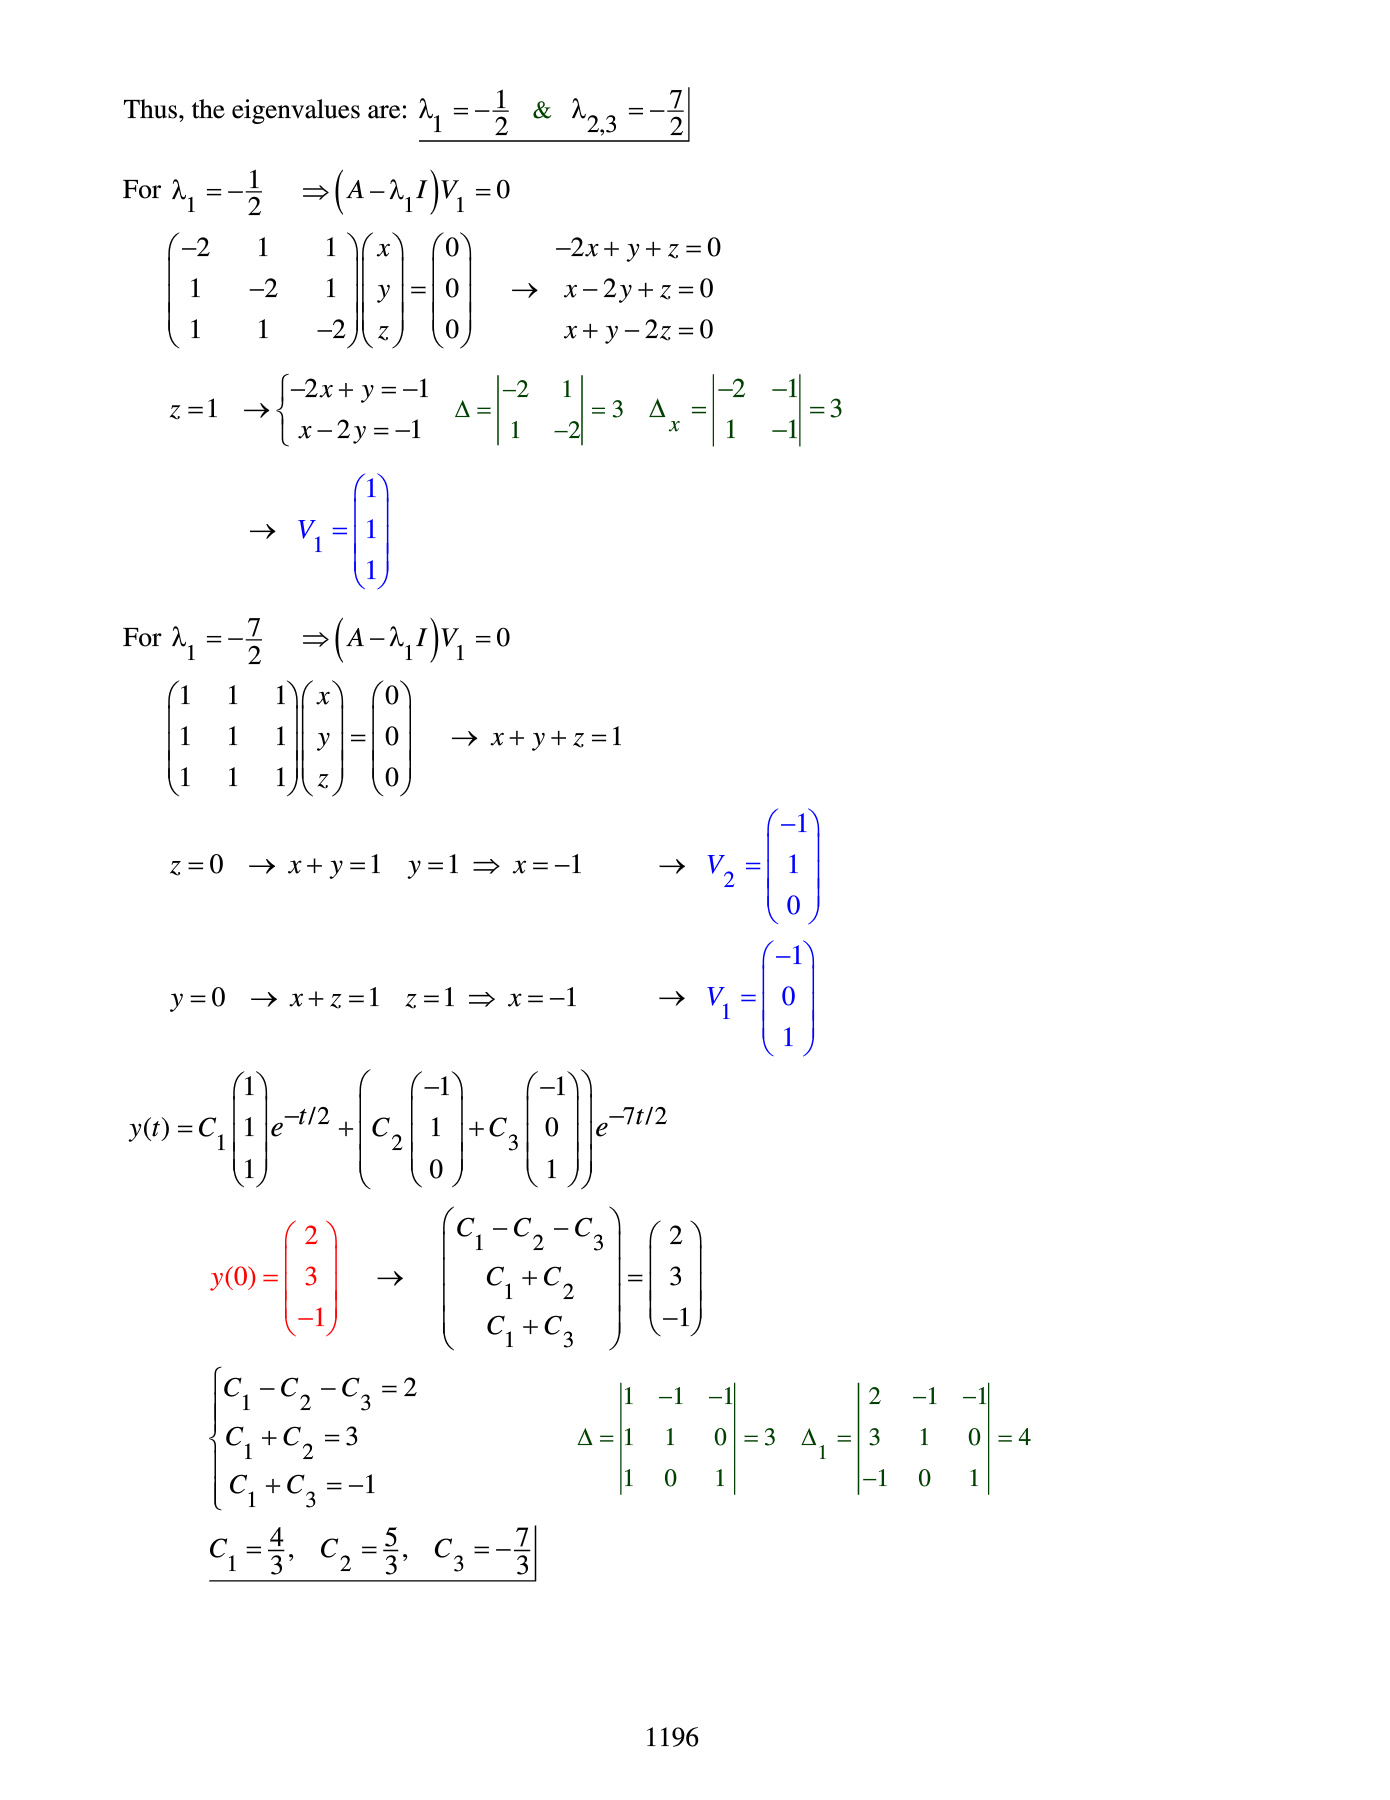 Thus, the eigenvalues are: λ₁ = −1/2 & λ₂,₃ = −7/2
For λ₁ = −1/2 ⇒ (A − λ₁I)V₁ = 0
(−2 1 1; 1 −2 1; 1 1 −2)(x; y; z) = (0; 0; 0) → −2x + y + z = 0
x − 2y + z = 0
x + y − 2z = 0
z = 1 → { −2x + y = −1; x − 2y = −1 Δ = |−2 1; 1 −2| = 3 Δₓ = |−2 −1; 1 −1| = 3
→ V₁ = (1; 1; 1)
For λ₁ = −7/2 ⇒ (A − λ₁I)V₁ = 0
(1 1 1; 1 1 1; 1 1 1)(x; y; z) = (0; 0; 0) → x + y + z = 1
z = 0 → x + y = 1 y = 1 ⇒ x = −1 → V₂ = (−1; 1; 0)
y = 0 → x + z = 1 z = 1 ⇒ x = −1 → V₁ = (−1; 0; 1)
y(t) = C₁(1; 1; 1)e^(−t/2) + (C₂(−1; 1; 0) + C₃(−1; 0; 1))e^(−7t/2)
y(0) = (2; 3; −1) → (C₁ − C₂ − C₃; C₁ + C₂; C₁ + C₃) = (2; 3; −1)
{ C₁ − C₂ − C₃ = 2
C₁ + C₂ = 3 Δ = |1 −1 −1; 1 1 0; 1 0 1| = 3 Δ₁ = |2 −1 −1; 3 1 0; −1 0 1| = 4
C₁ + C₃ = −1
C₁ = 4/3, C₂ = 5/3, C₃ = −7/3
1196